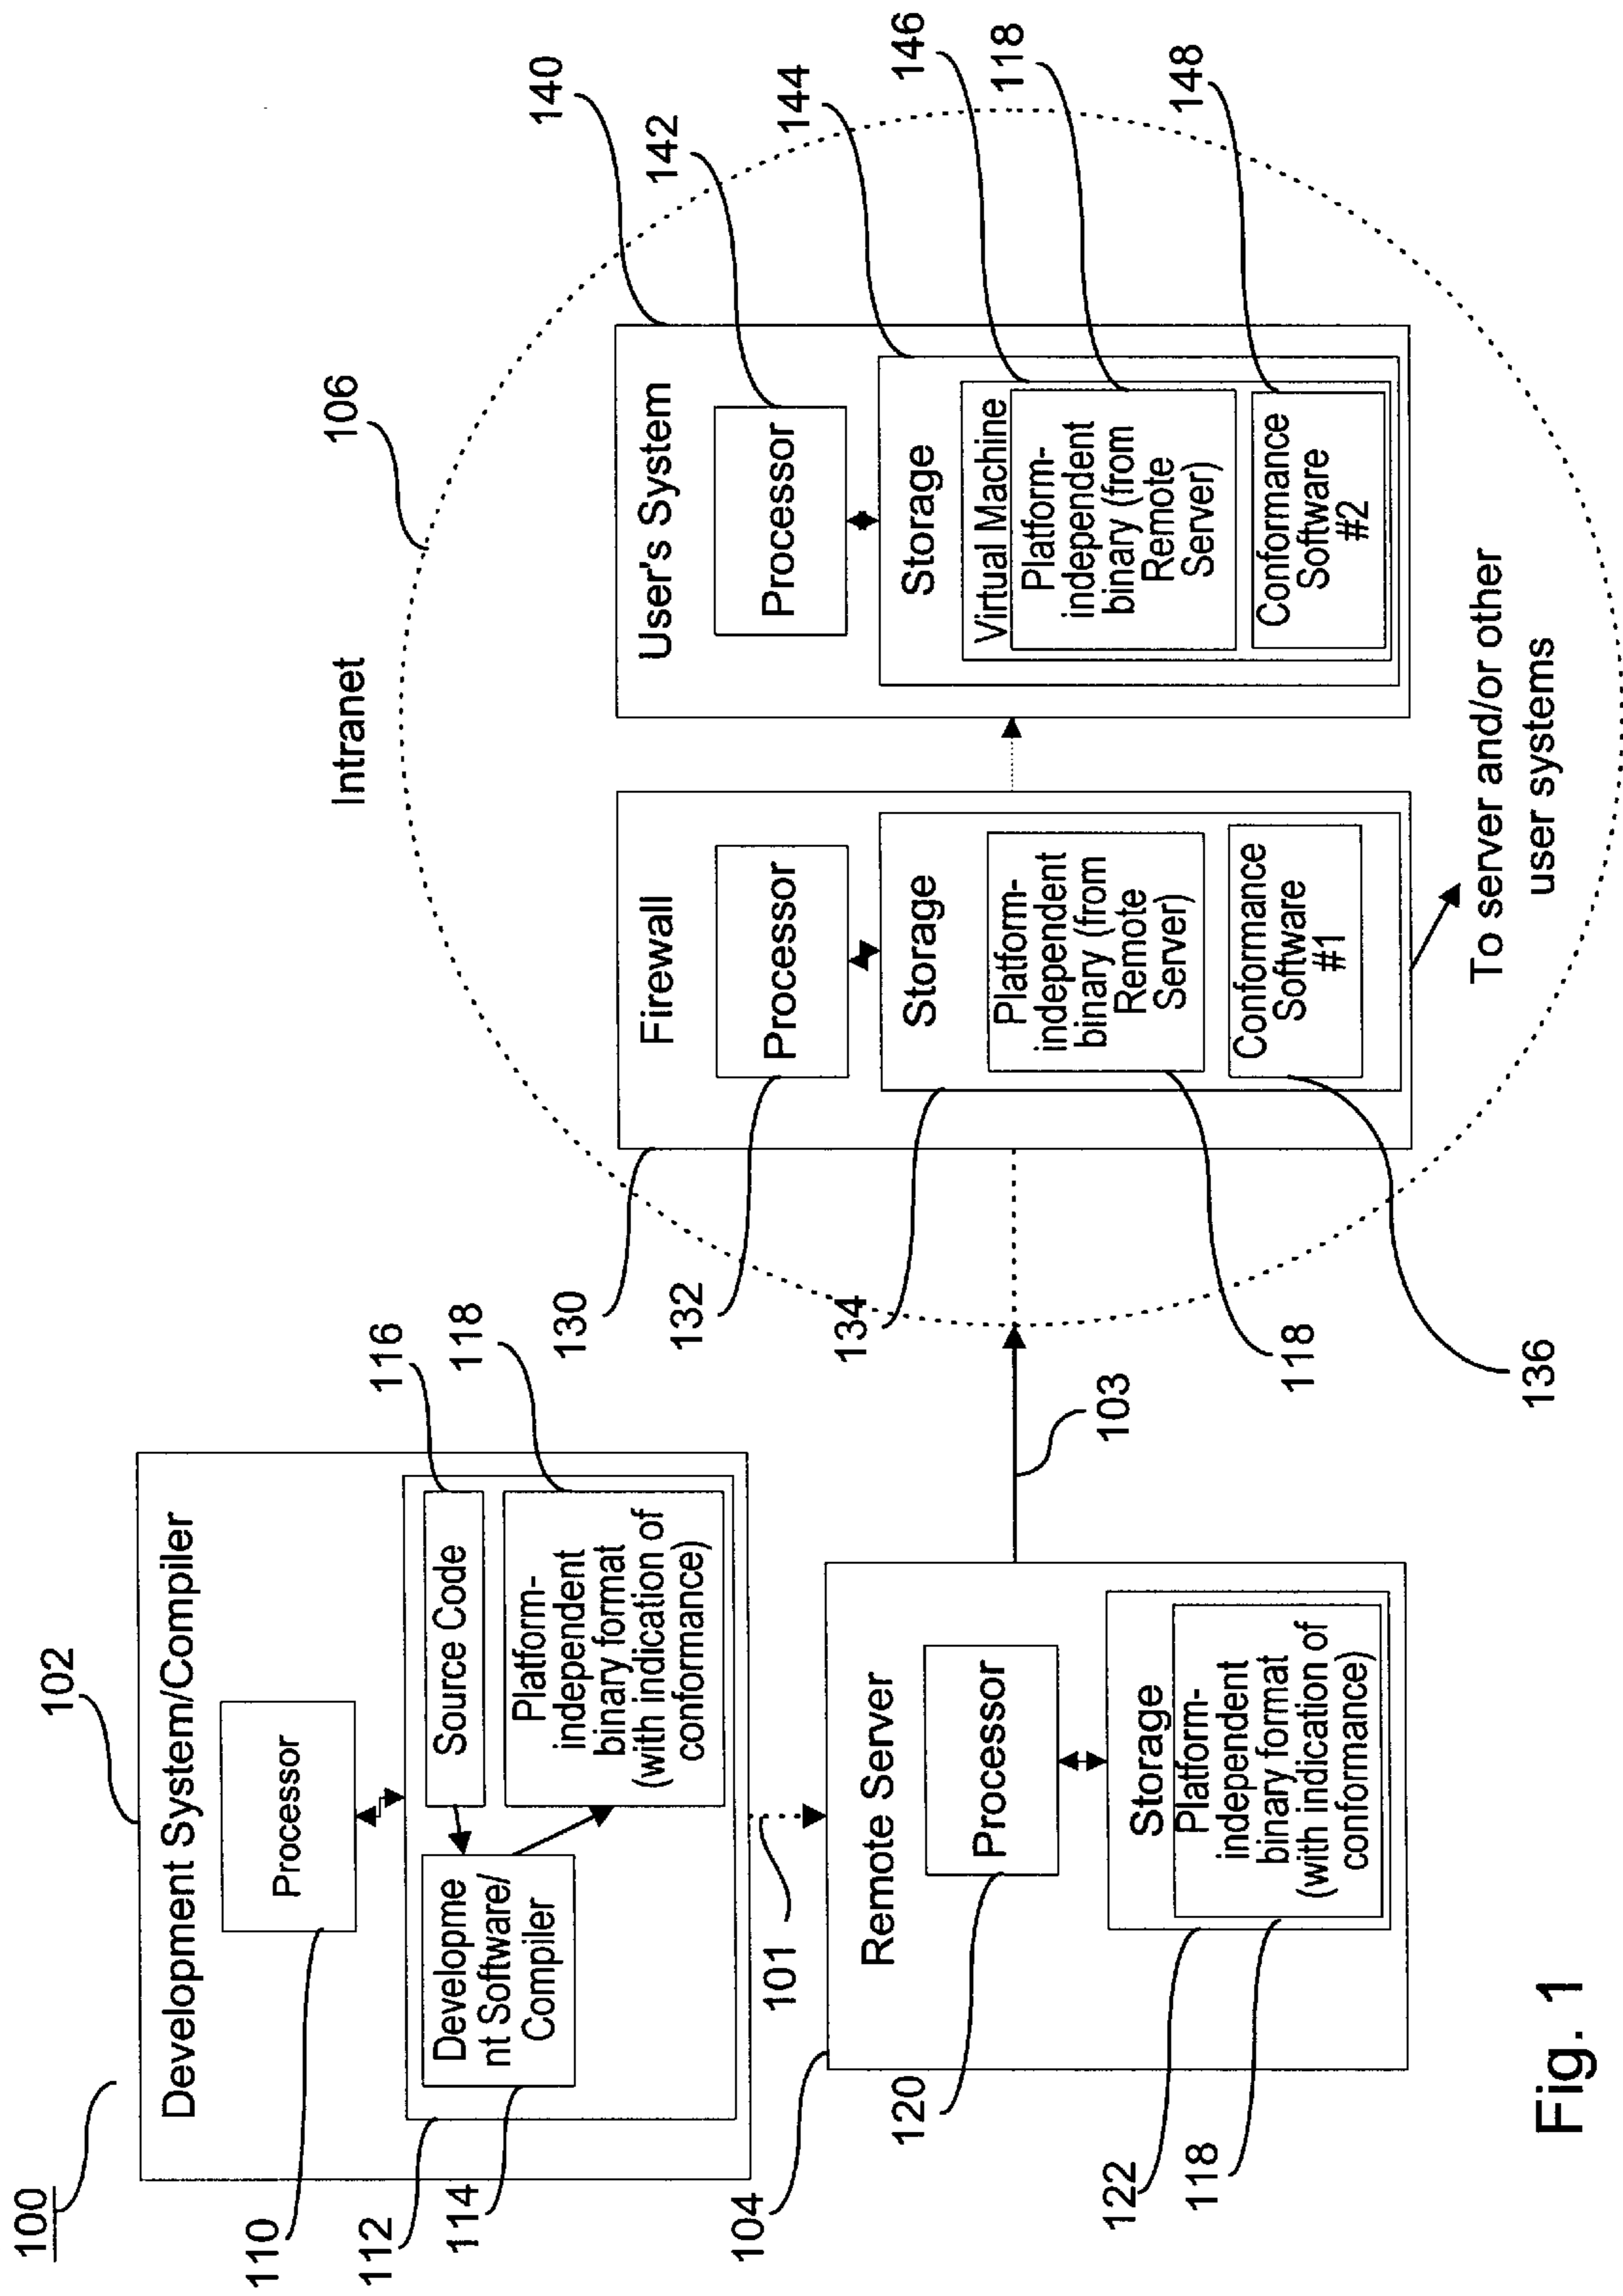 100
102
Development System/Compiler
110
Processor
112
114
Developme
nt Software/
Compiler
116
Source Code
118
Platform-
independent
binary format
(with indication of
conformance)
101
104
Remote Server
120
Processor
122
Storage
118
Platform-
independent
binary format
(with indication of
conformance)
103
106
Intranet
130
Firewall
132
Processor
134
Storage
Platform-
independent
binary (from
Remote
Server)
118
Conformance
Software
#1
136
140
User's System
142
Processor
144
Storage
146
Virtual Machine
118
Platform-
independent
binary (from
Remote
Server)
148
Conformance
Software
#2
To server and/or other
user systems
Fig. 1